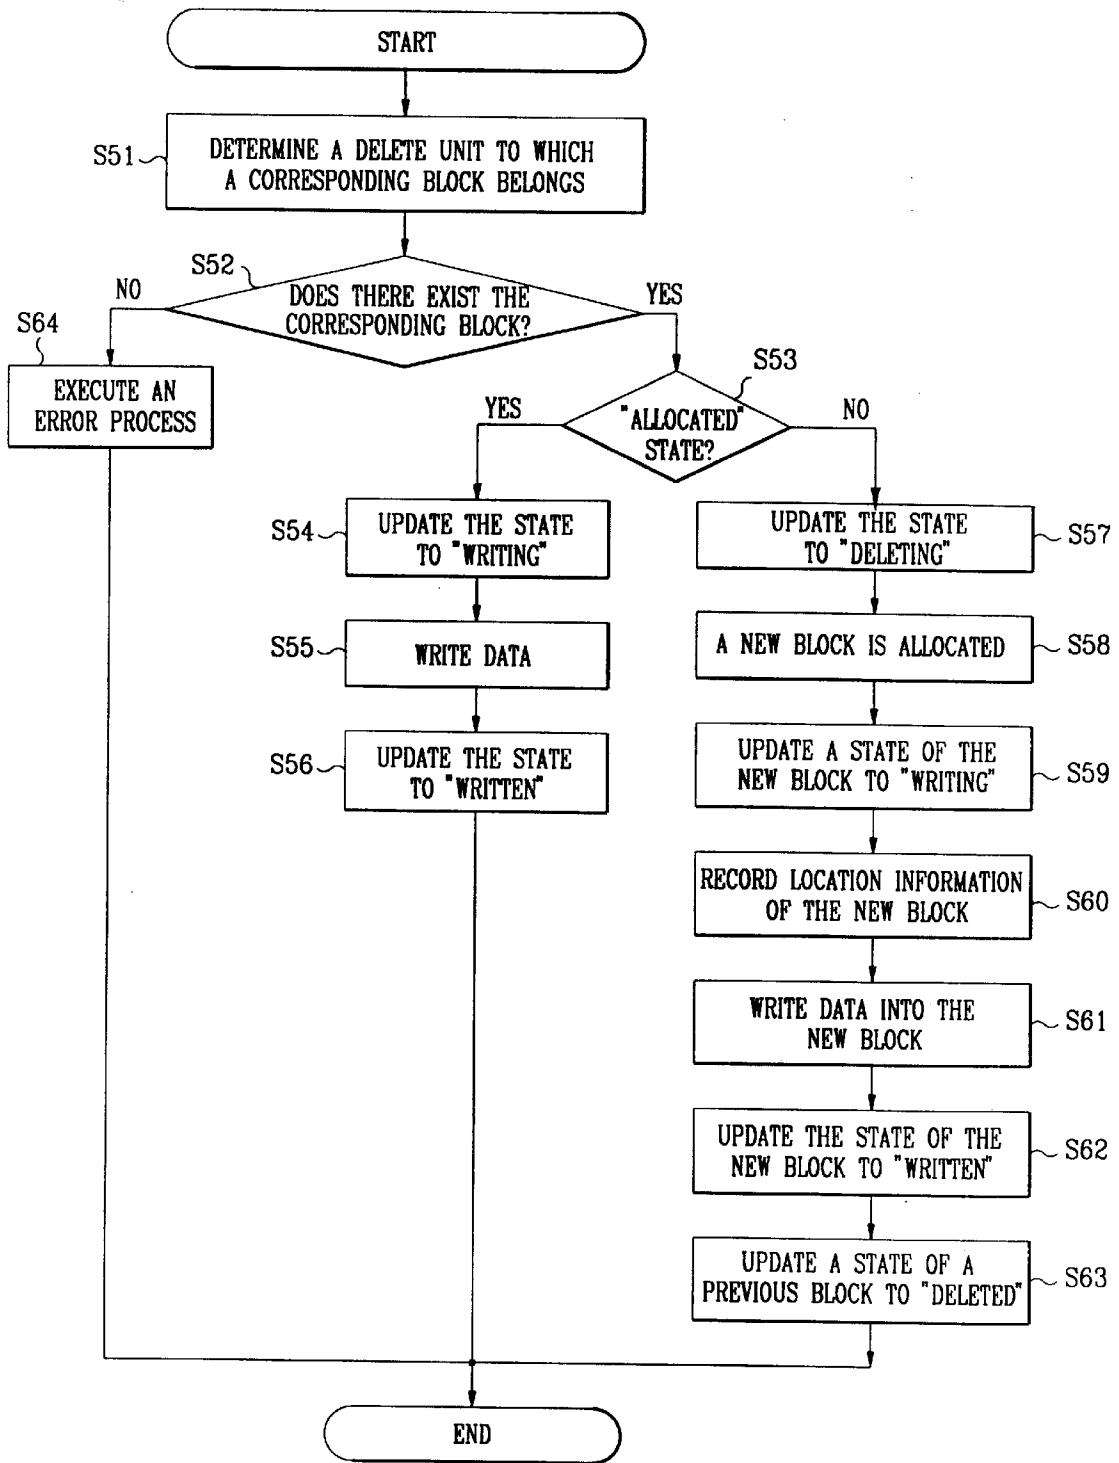 START
S51
DETERMINE A DELETE UNIT TO WHICH
A CORRESPONDING BLOCK BELONGS
S52
NO
DOES THERE EXIST THE
CORRESPONDING BLOCK?
YES
S64
EXECUTE AN
ERROR PROCESS
S53
YES
"ALLOCATED"
STATE?
NO
S54
UPDATE THE STATE
TO "WRITING"
UPDATE THE STATE
TO "DELETING"
S57
S55
WRITE DATA
A NEW BLOCK IS ALLOCATED
S58
S56
UPDATE THE STATE
TO "WRITTEN"
UPDATE A STATE OF THE
NEW BLOCK TO "WRITING"
S59
RECORD LOCATION INFORMATION
OF THE NEW BLOCK
S60
WRITE DATA INTO THE
NEW BLOCK
S61
UPDATE THE STATE OF THE
NEW BLOCK TO "WRITTEN"
S62
UPDATE A STATE OF A
PREVIOUS BLOCK TO "DELETED"
S63
END